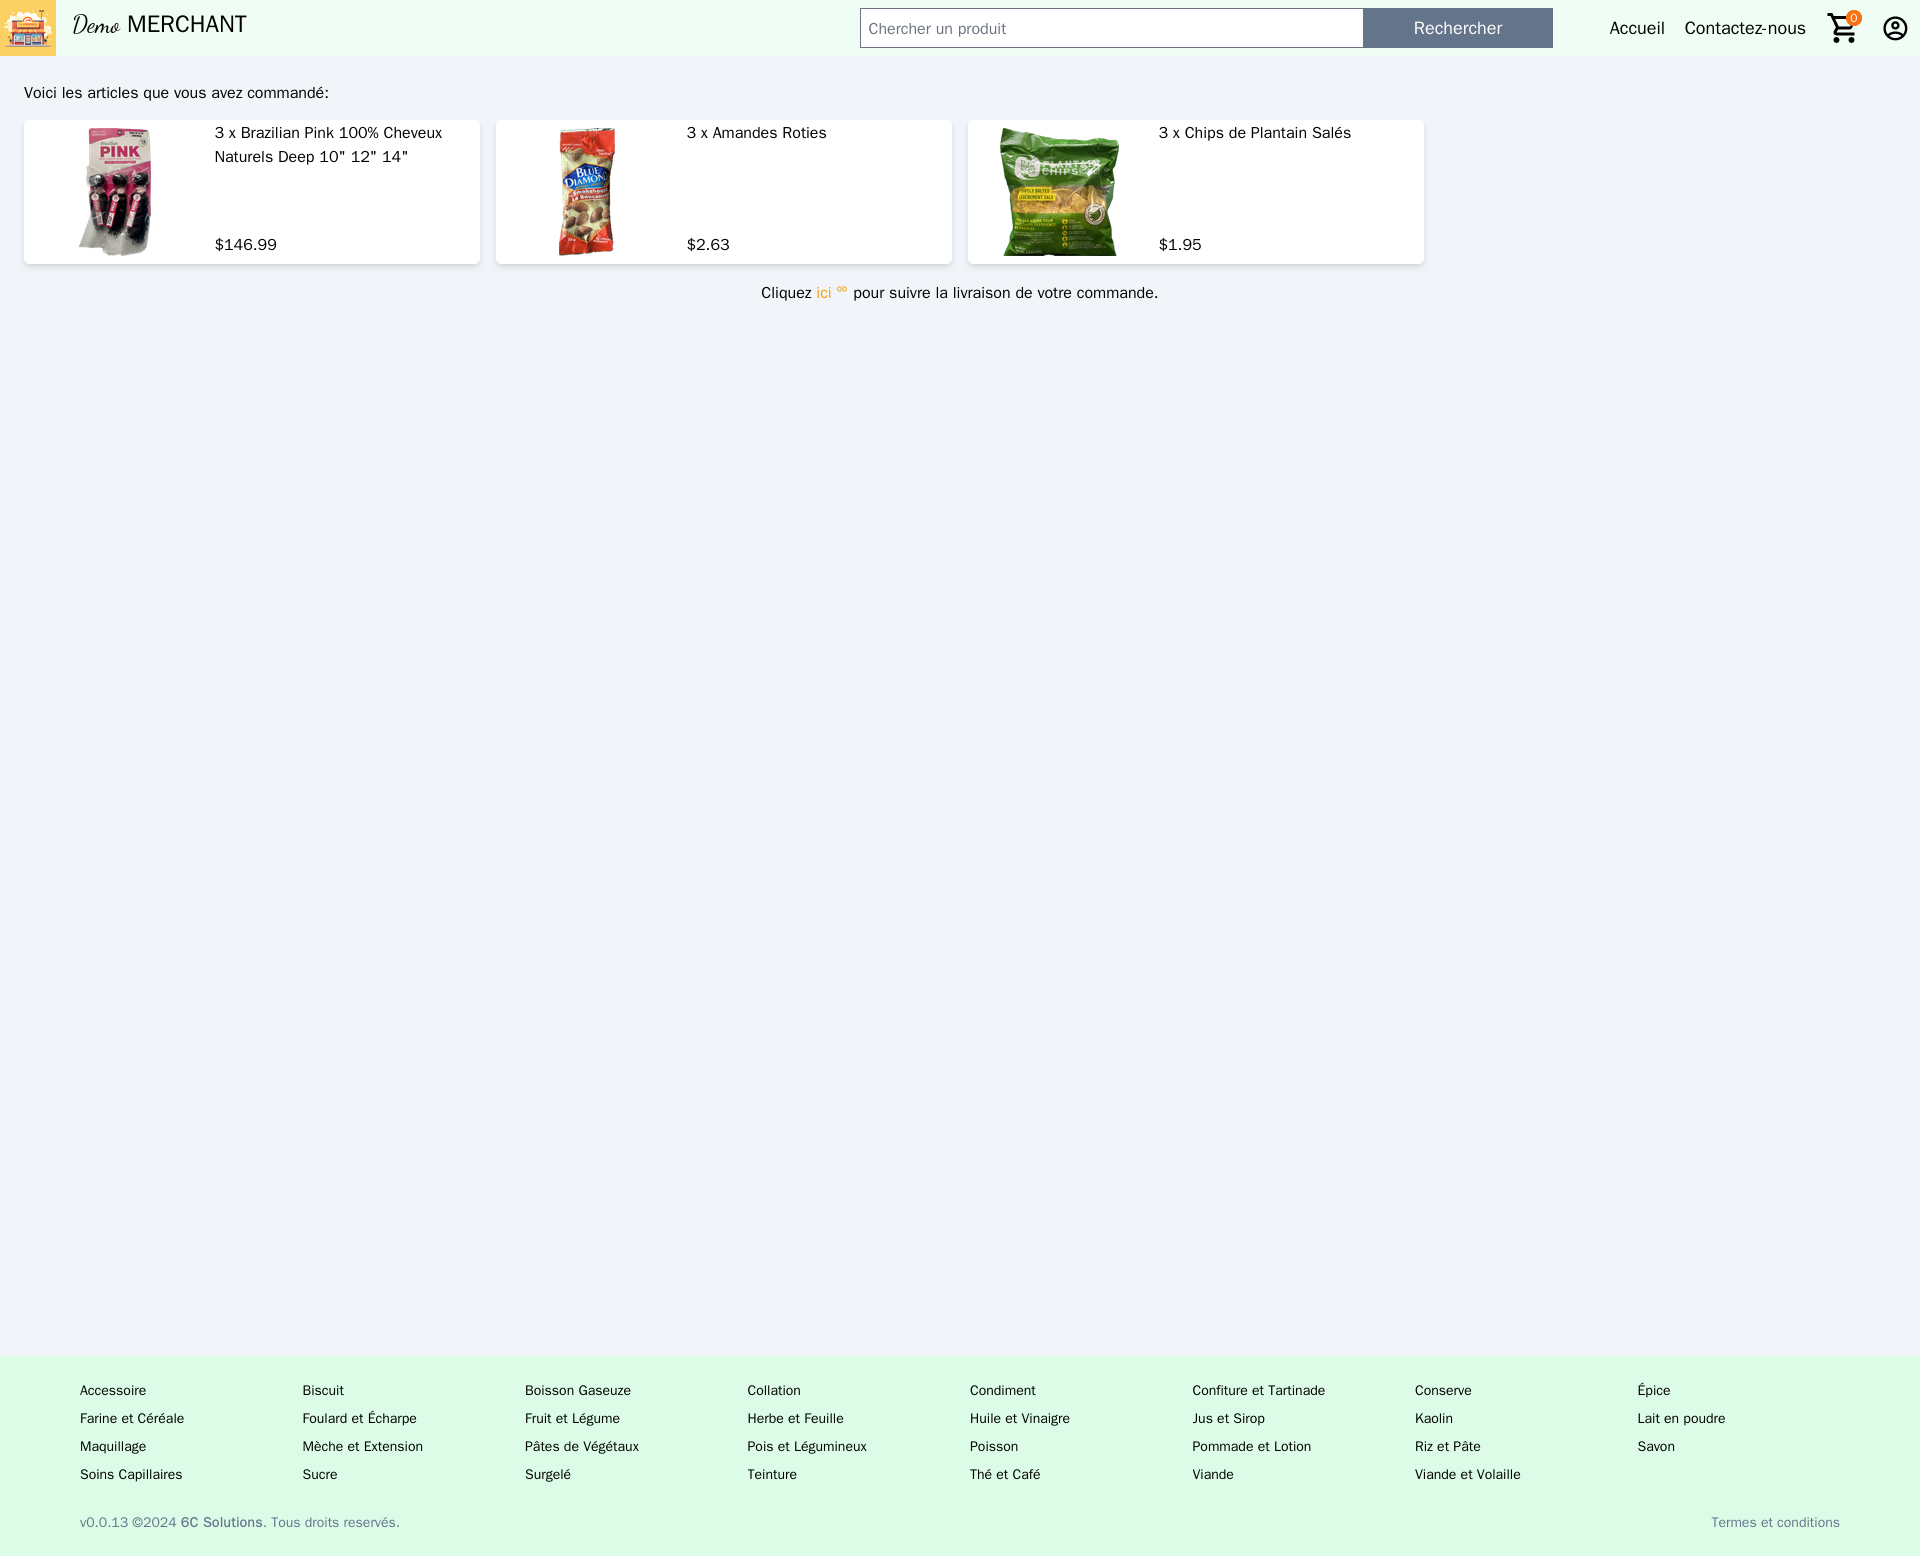 Demo MERCHANT
Chercher un produit
Rechercher
Accueil
Contactez-nous
0
Voici les articles que vous avez commandé:
PINK
3 x Brazilian Pink 100% Cheveux
Naturels Deep 10" 12" 14"
$146.99
BLUE
DIAMOND
3 x Amandes Roties
$2.63
PLANTAIN
CHIPS
3 x Chips de Plantain Salés
$1.95
Cliquez ici pour suivre la livraison de votre commande.
Accessoire
Biscuit
Boisson Gaseuze
Collation
Condiment
Confiture et Tartinade
Conserve
Épice
Farine et Céréale
Foulard et Écharpe
Fruit et Légume
Herbe et Feuille
Huile et Vinaigre
Jus et Sirop
Kaolin
Lait en poudre
Maquillage
Mèche et Extension
Pâtes de Végétaux
Pois et Légumineux
Poisson
Pommade et Lotion
Riz et Pâte
Savon
Soins Capillaires
Sucre
Surgelé
Teinture
Thé et Café
Viande
Viande et Volaille
v0.0.13 ©2024 6C Solutions. Tous droits reservés.
Termes et conditions